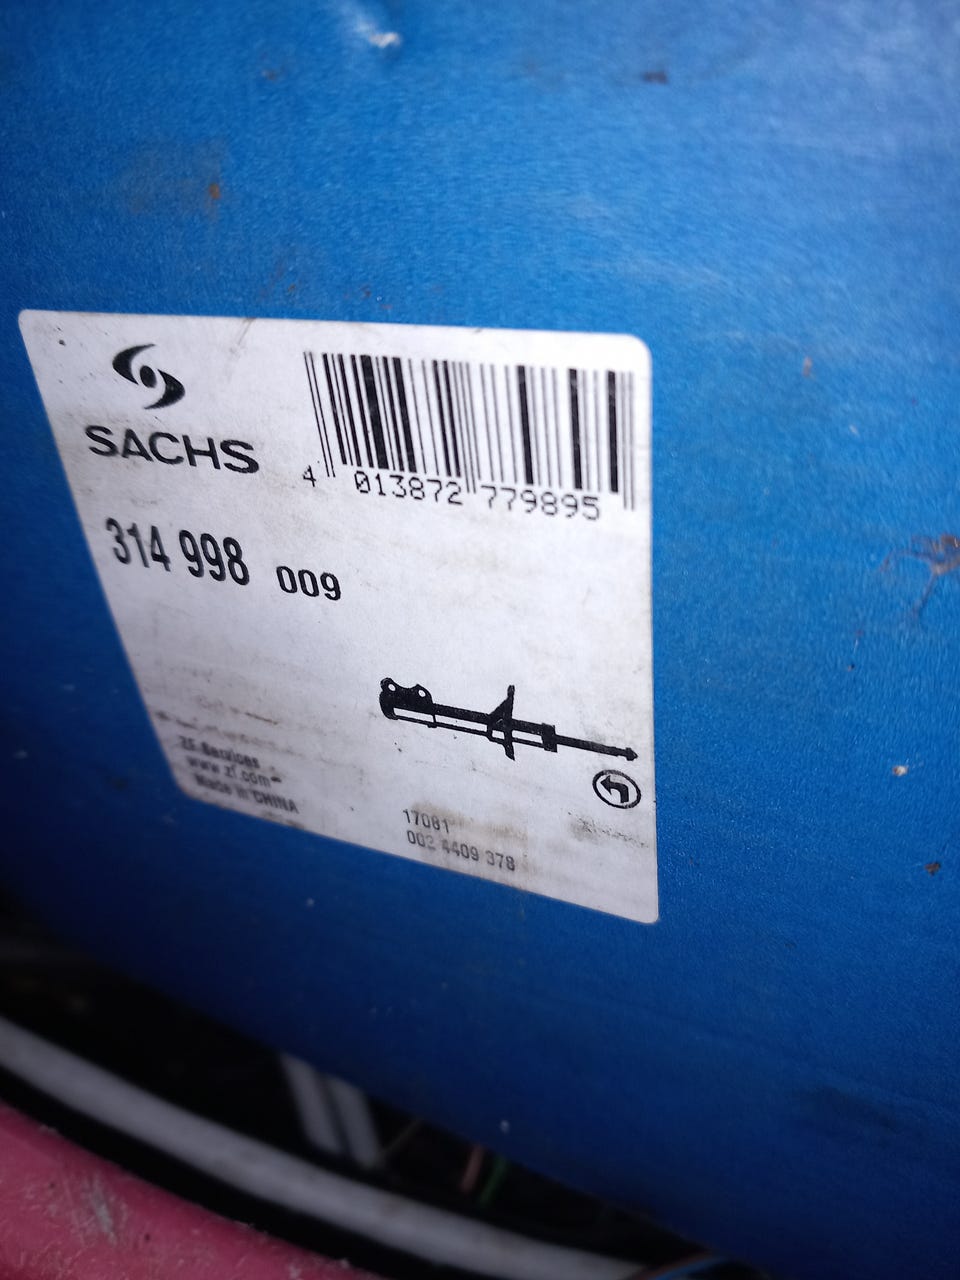 SACHS
4 013872 779895
314 998 009
ZF Services
www.zf.com
Made in CHINA
17081
002 4409 378